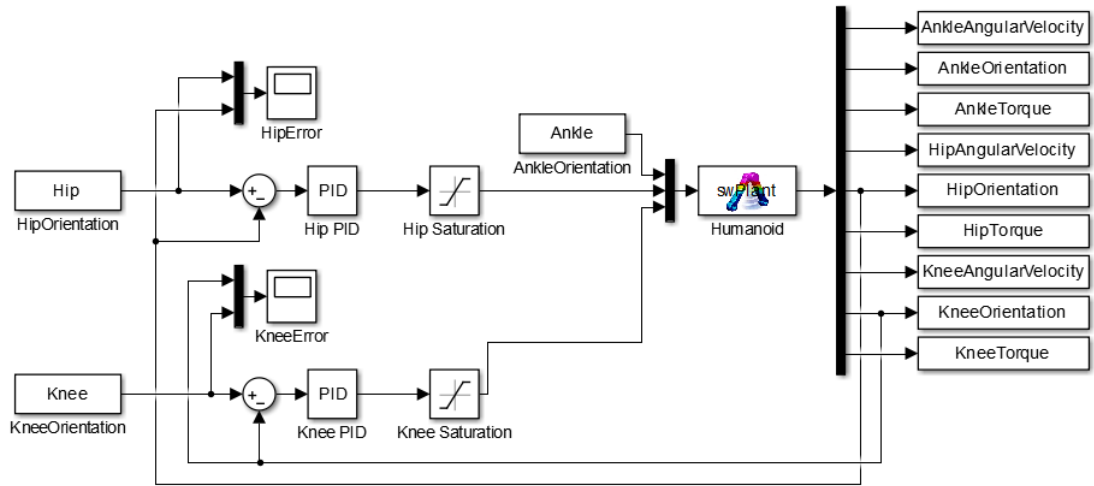 AnkleAngularVelocity
AnkleOrientation
AnkleTorque
HipError
Ankle
AnkleOrientation
HipAngularVelocity
Hip
HipOrientation
+
−
PID
Hip PID
Hip Saturation
swPlant
Humanoid
HipOrientation
HipTorque
KneeAngularVelocity
KneeError
KneeOrientation
KneeTorque
Knee
KneeOrientation
+
−
PID
Knee PID
Knee Saturation